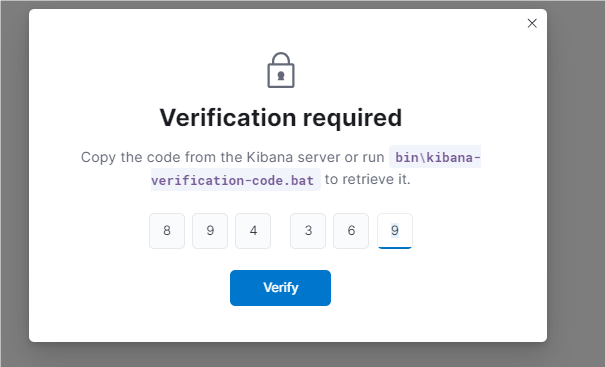 Verification required
Copy the code from the Kibana server or run bin\kibana-
verification-code.bat to retrieve it.
8 9 4 3 6 9
Verify